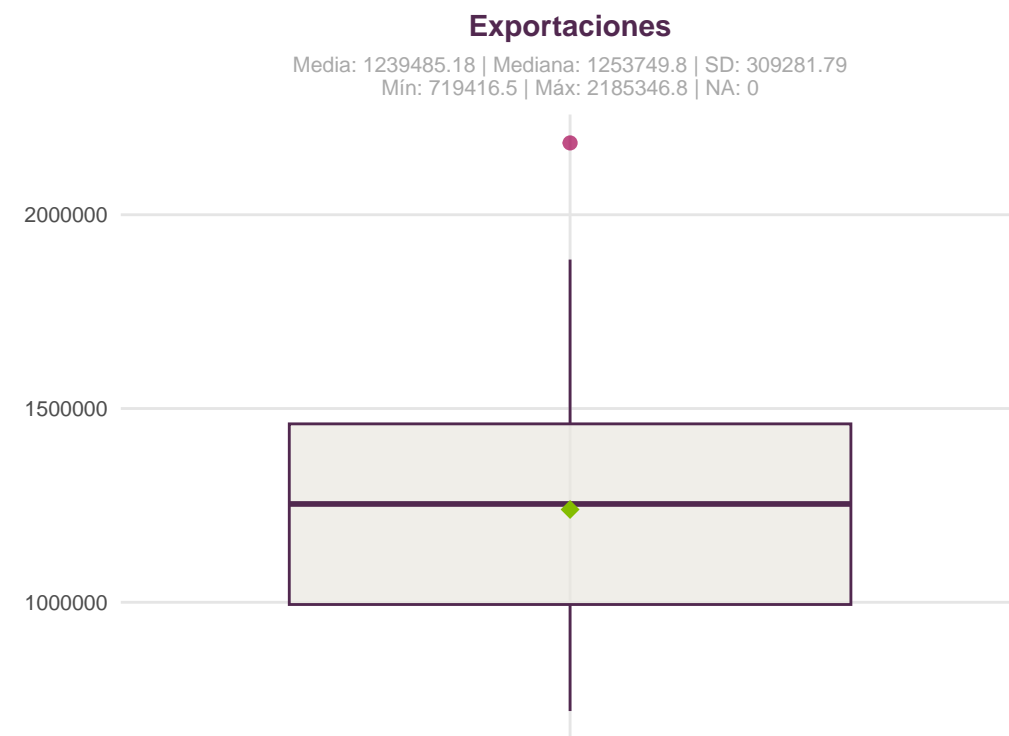 Exportaciones
Media: 1239485.18 | Mediana: 1253749.8 | SD: 309281.79
Mín: 719416.5 | Máx: 2185346.8 | NA: 0
2000000
1500000
1000000